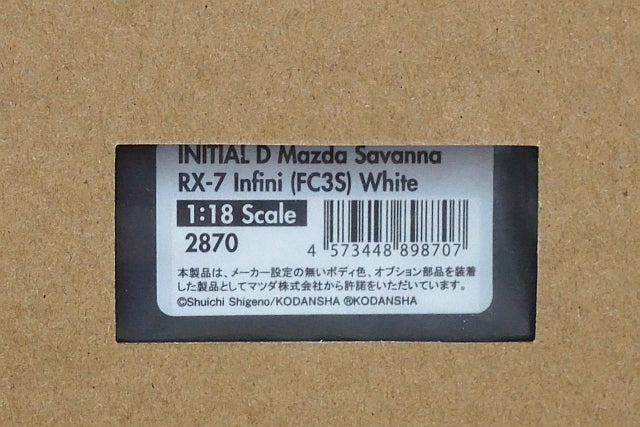 INITIAL D Mazda Savanna
RX-7 Infini (FC3S) White
1:18 Scale
2870
4 573448 898707
本製品は、メーカー設定の無いボディ色、オプション部品を装着
した製品としてマツダ株式会社から許諾をいただいています。
©Shuichi Shigeno/KODANSHA ®KODANSHA